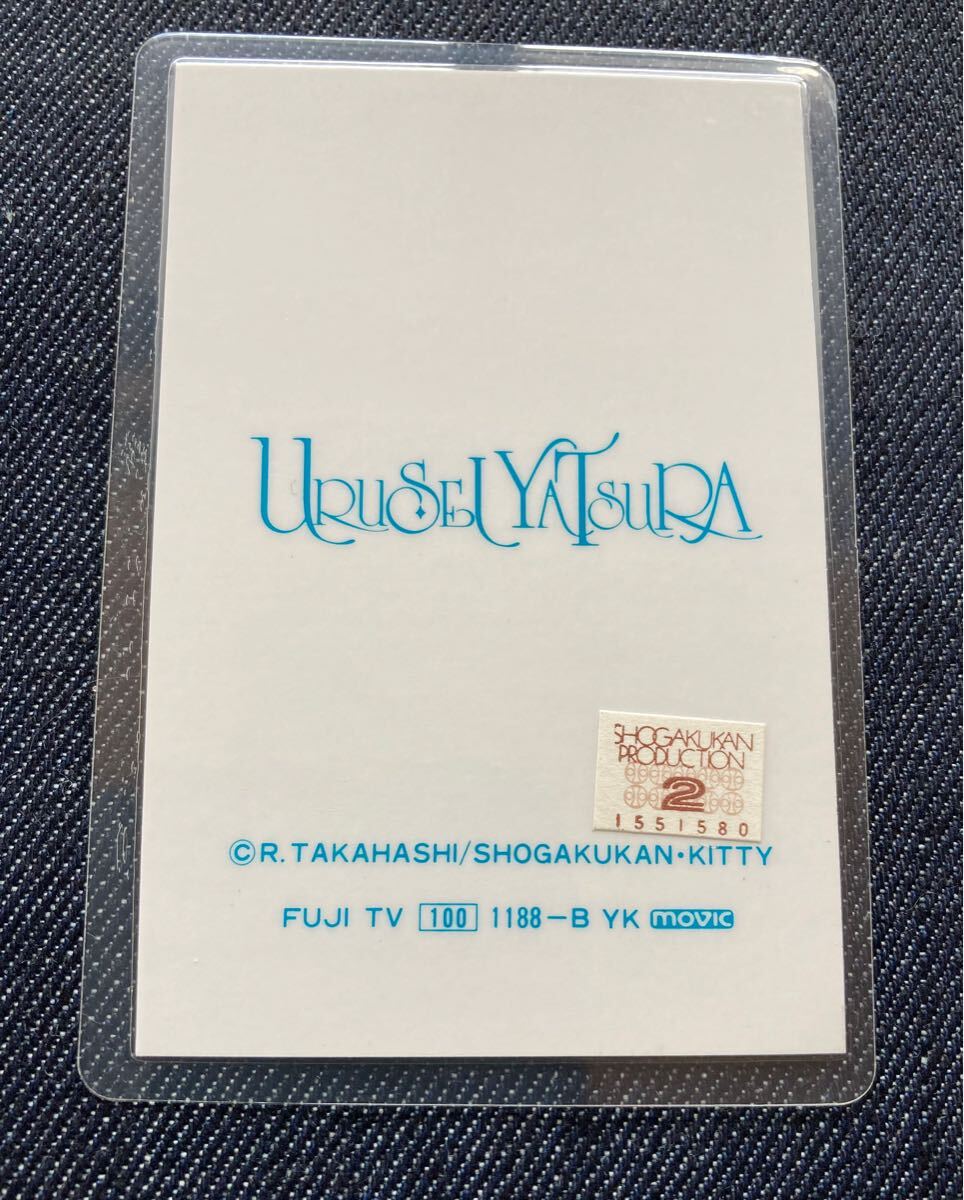 URUSEI YATSURA
SHOGAKUKAN
PRODUCTION
2
1551580
©R. TAKAHASHI/SHOGAKUKAN•KITTY
FUJI TV 100 1188-B YK movic